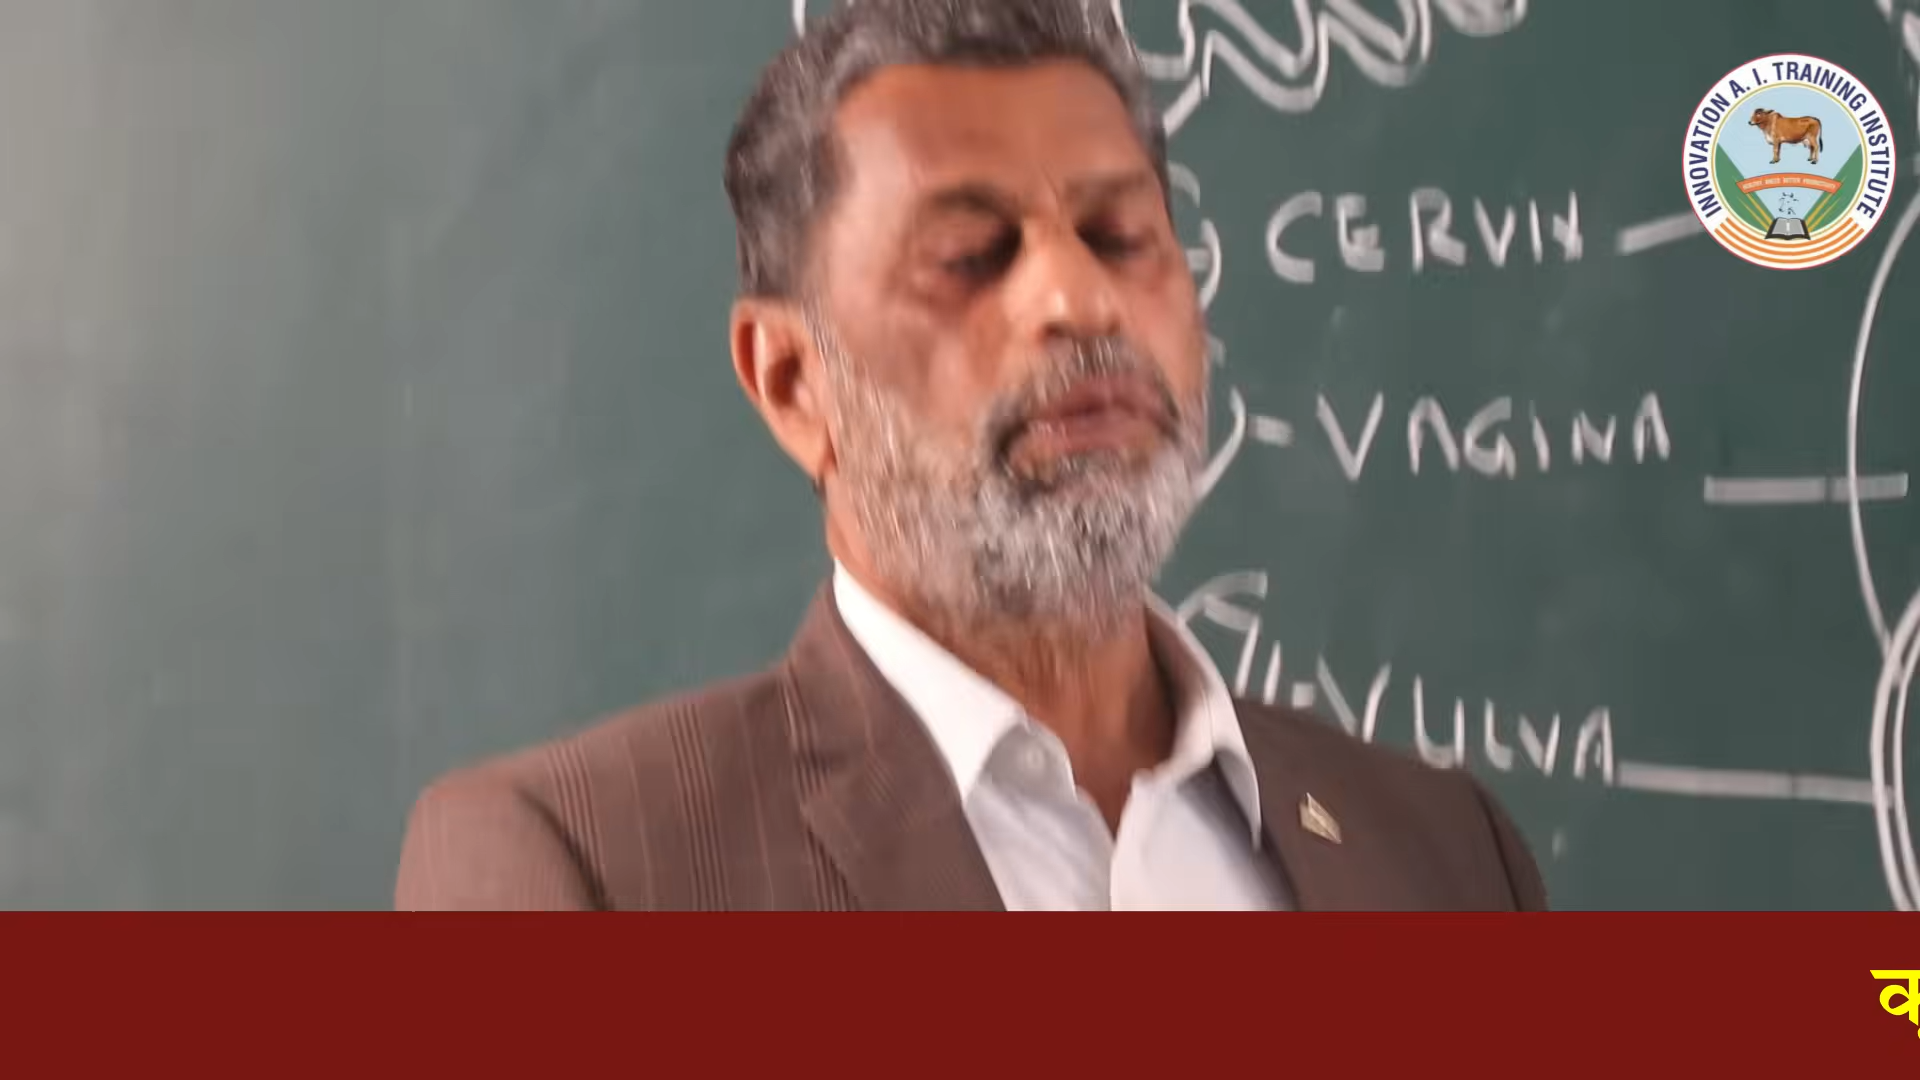 INNOVATION A. I. TRAINING INSTITUTE
CERVIX
VAGINA
VULVA